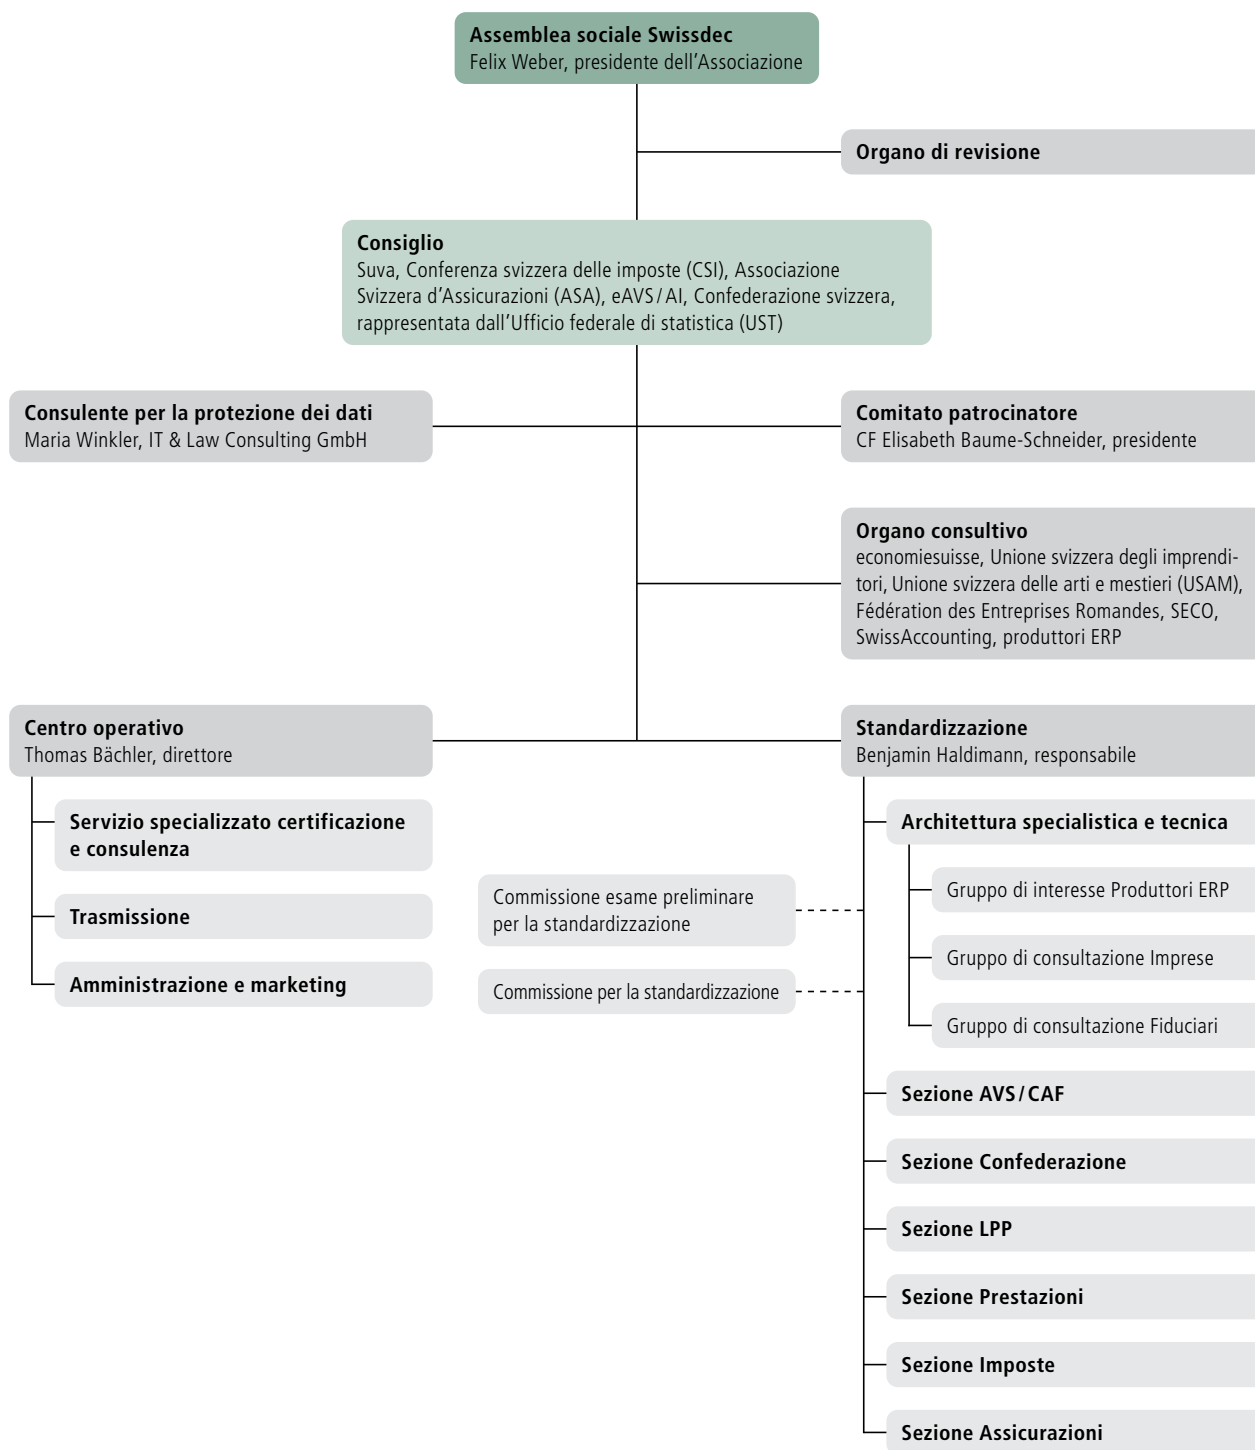 Assemblea sociale Swissdec
Felix Weber, presidente dell’Associazione
Organo di revisione
Consiglio
Suva, Conferenza svizzera delle imposte (CSI), Associazione
Svizzera d’Assicurazioni (ASA), eAVS/AI, Confederazione svizzera,
rappresentata dall’Ufficio federale di statistica (UST)
Consulente per la protezione dei dati
Maria Winkler, IT & Law Consulting GmbH
Comitato patrocinatore
CF Elisabeth Baume-Schneider, presidente
Organo consultivo
economiesuisse, Unione svizzera degli imprendi-
tori, Unione svizzera delle arti e mestieri (USAM),
Fédération des Entreprises Romandes, SECO,
SwissAccounting, produttori ERP
Centro operativo
Thomas Bächler, direttore
Servizio specializzato certificazione
e consulenza
Trasmissione
Amministrazione e marketing
Standardizzazione
Benjamin Haldimann, responsabile
Commissione esame preliminare
per la standardizzazione
Commissione per la standardizzazione
Architettura specialistica e tecnica
Gruppo di interesse Produttori ERP
Gruppo di consultazione Imprese
Gruppo di consultazione Fiduciari
Sezione AVS/CAF
Sezione Confederazione
Sezione LPP
Sezione Prestazioni
Sezione Imposte
Sezione Assicurazioni